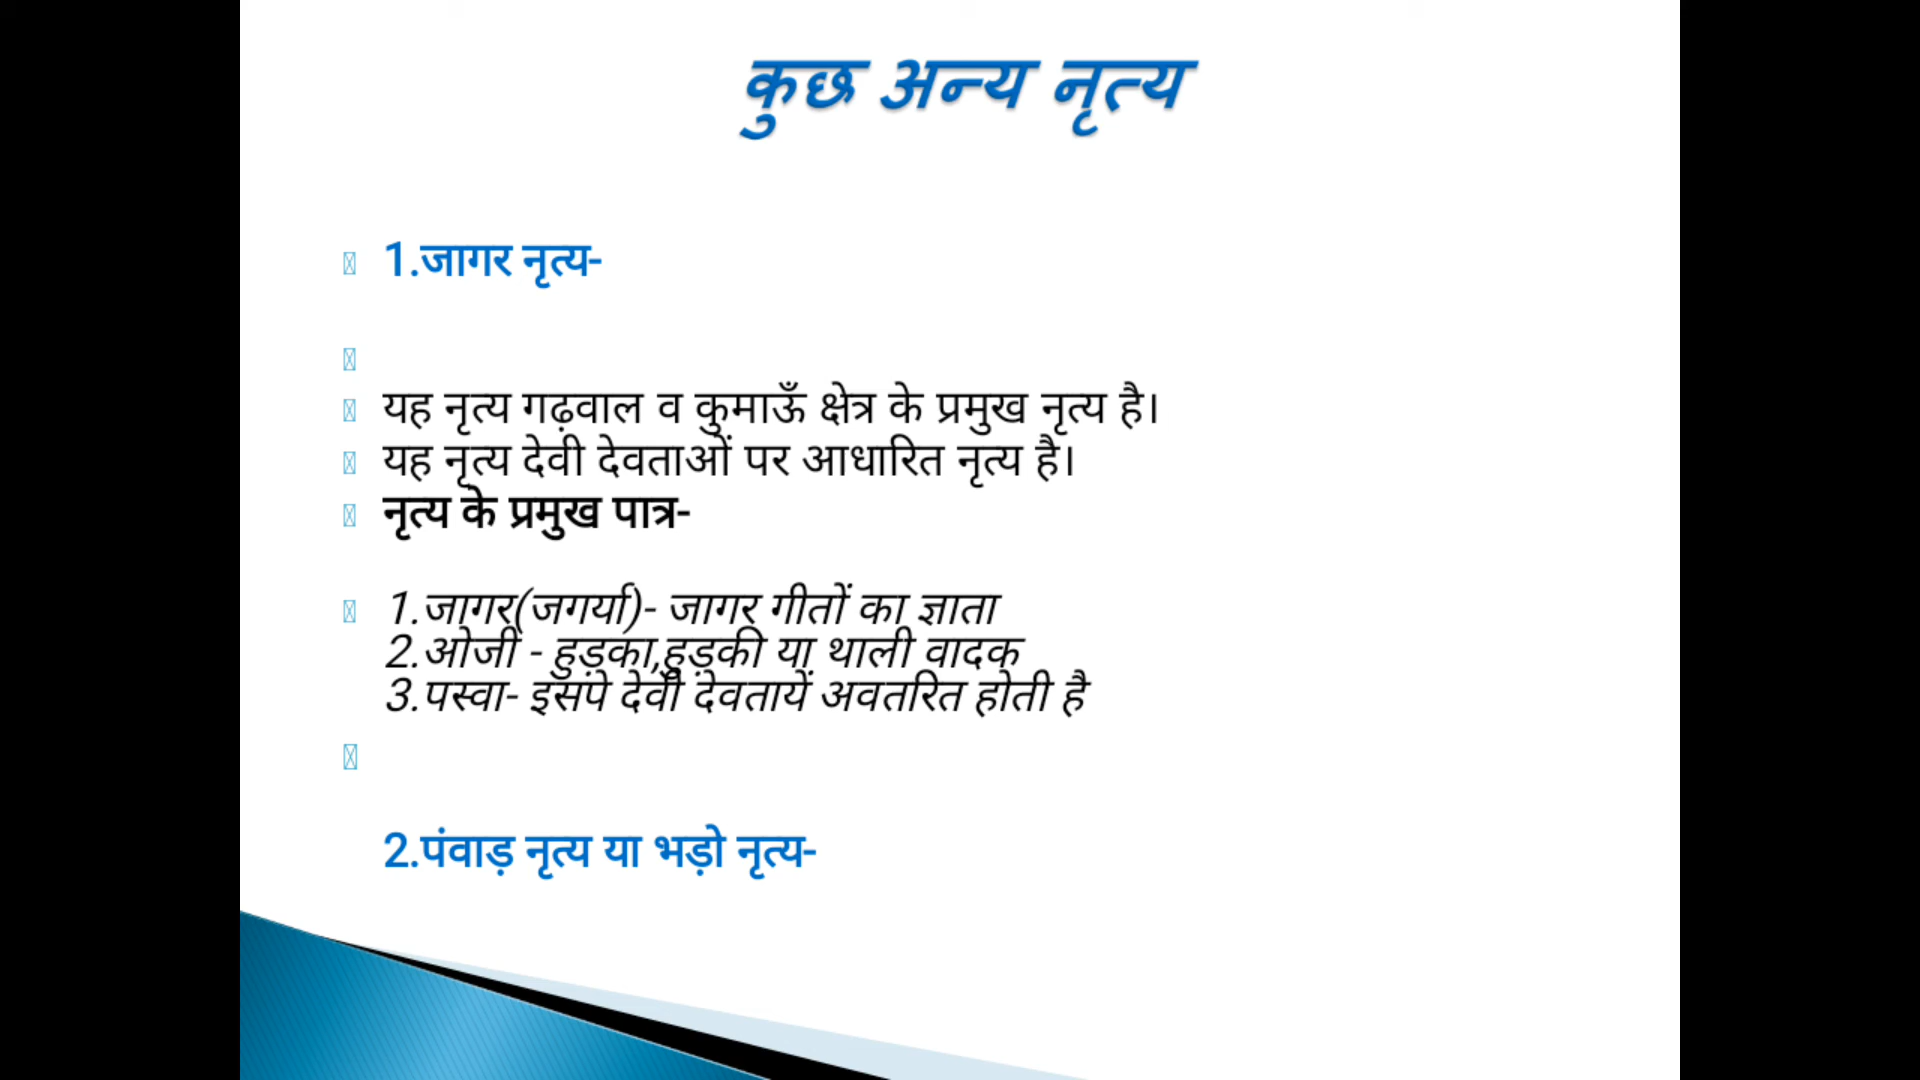 कुछ अन्य नृत्य
1.जागर नृत्य-
यह नृत्य गढ़वाल व कुमाऊँ क्षेत्र के प्रमुख नृत्य है।
यह नृत्य देवी देवताओं पर आधारित नृत्य है।
नृत्य के प्रमुख पात्र-
1.जागर(जगर्या)- जागर गीतों का ज्ञाता
2.ओजी - हुड़का,हुड़की या थाली वादक
3.पस्वा- इसपे देवी देवतायें अवतरित होती है
2.पंवाड़ नृत्य या भड़ो नृत्य-